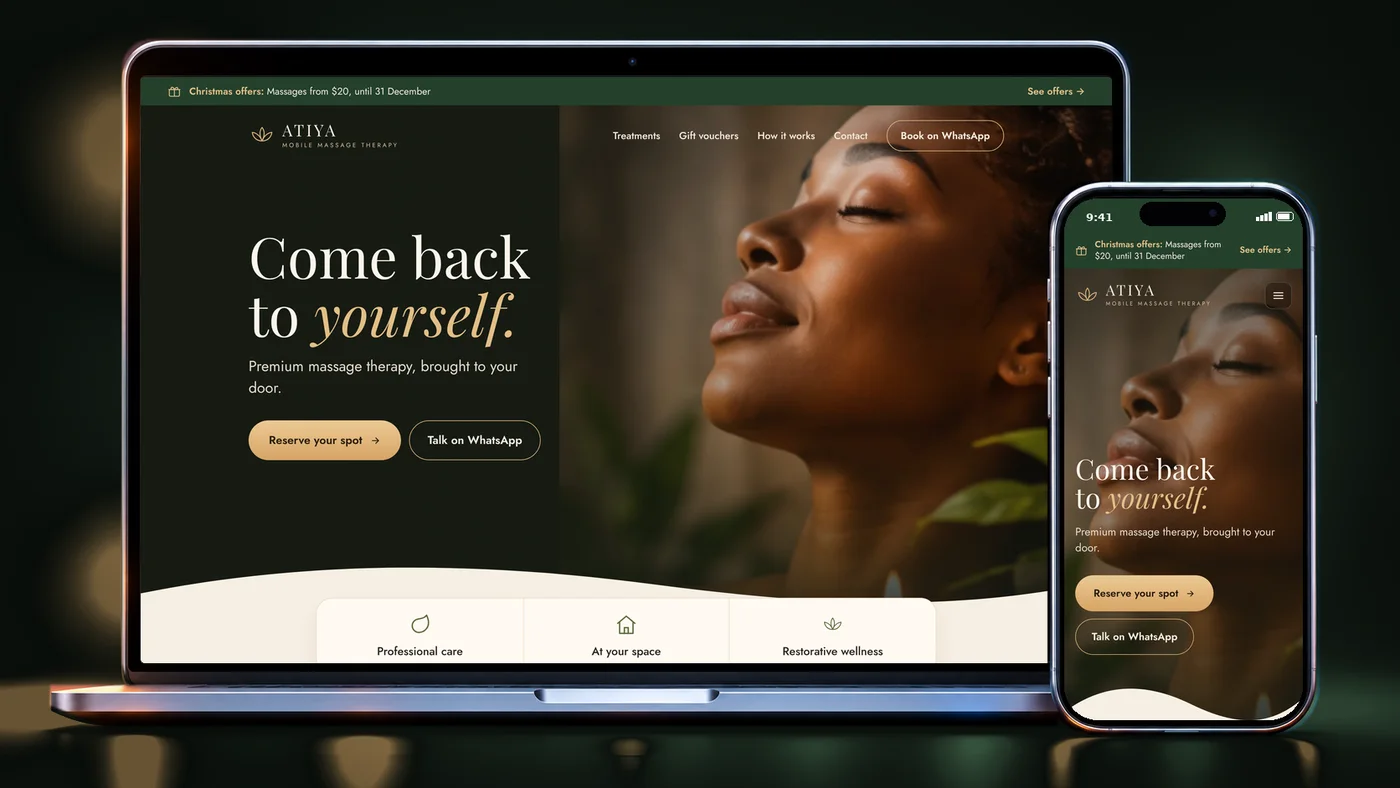 Christmas offers: Massages from $20, until 31 December
See offers →
ATIYA
MOBILE MASSAGE THERAPY
Treatments
Gift vouchers
How it works
Contact
Book on WhatsApp
Come back
to yourself.
Premium massage therapy, brought to your
door.
Reserve your spot →
Talk on WhatsApp
Professional care
At your space
Restorative wellness
9:41
Christmas offers: Massages from
$20, until 31 December
See offers →
ATIYA
MOBILE MASSAGE THERAPY
Come back
to yourself.
Premium massage therapy, brought to your
door.
Reserve your spot →
Talk on WhatsApp